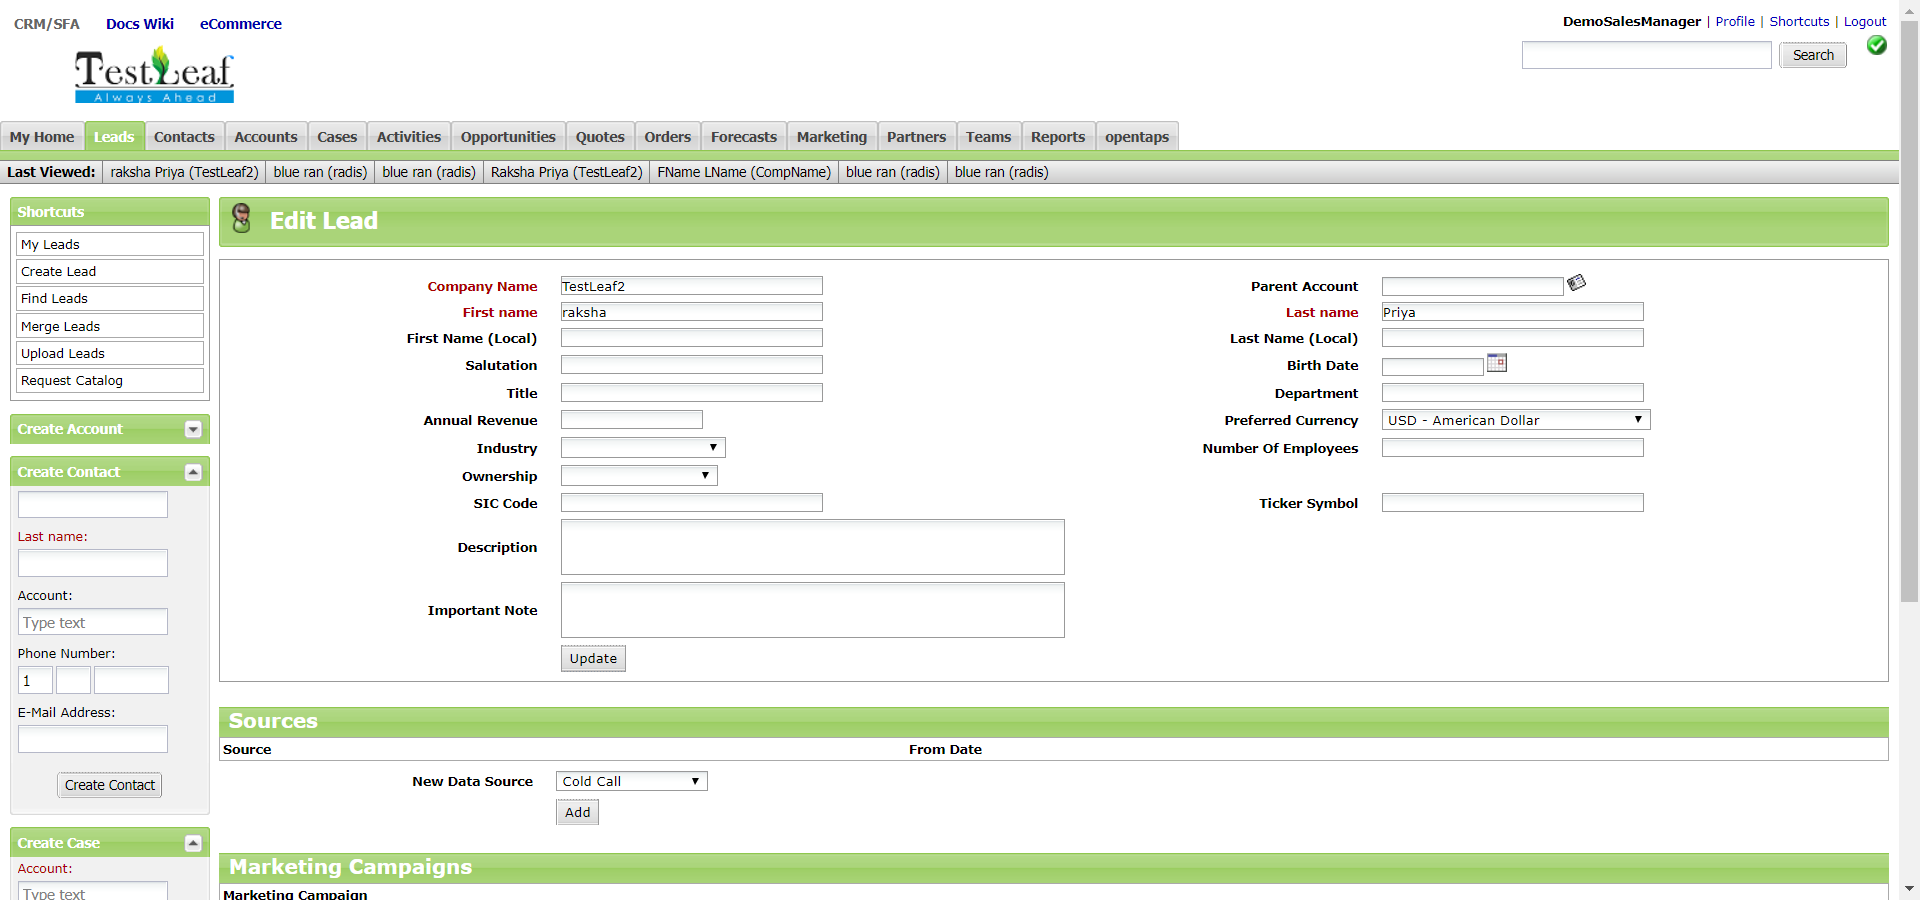 CRM/SFA Docs Wiki eCommerce
DemoSalesManager | Profile | Shortcuts | Logout
Search
TestLeaf
Always Ahead
My Home Leads Contacts Accounts Cases Activities Opportunities Quotes Orders Forecasts Marketing Partners Teams Reports opentaps
Last Viewed: raksha Priya (TestLeaf2) blue ran (radis) blue ran (radis) Raksha Priya (TestLeaf2) FName LName (CompName) blue ran (radis) blue ran (radis)
Shortcuts
My Leads
Create Lead
Find Leads
Merge Leads
Upload Leads
Request Catalog
Create Account
Create Contact
Last name:
Account:
Type text
Phone Number:
1
E-Mail Address:
Create Contact
Create Case
Account:
Type text
Edit Lead
Company Name TestLeaf2 Parent Account
First name raksha Last name Priya
First Name (Local) Last Name (Local)
Salutation Birth Date
Title Department
Annual Revenue Preferred Currency USD - American Dollar
Industry Number Of Employees
Ownership
SIC Code Ticker Symbol
Description
Important Note
Update
Sources
Source From Date
New Data Source Cold Call
Add
Marketing Campaigns
Marketing Campaign